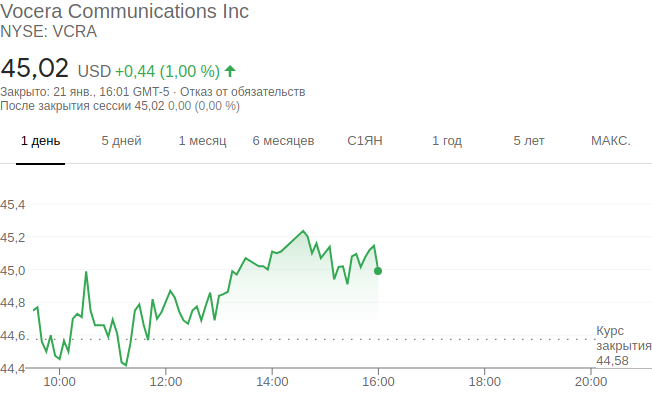 Vocera Communications Inc
NYSE: VCRA
45,02 USD +0,44 (1,00 %)
Закрыто: 21 янв., 16:01 GMT-5 · Отказ от обязательств
После закрытия сессии 45,02 0,00 (0,00 %)
1 день 5 дней 1 месяц 6 месяцев С1ЯН 1 год 5 лет МАКС.
45,4
45,2
45,0
44,8
44,6
44,4
Курс
закрытия
44,58
10:00 12:00 14:00 16:00 18:00 20:00